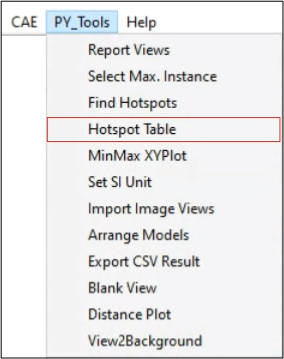 CAE PY_Tools Help
Report Views
Select Max. Instance
Find Hotspots
Hotspot Table
MinMax XYPlot
Set SI Unit
Import Image Views
Arrange Models
Export CSV Result
Blank View
Distance Plot
View2Background